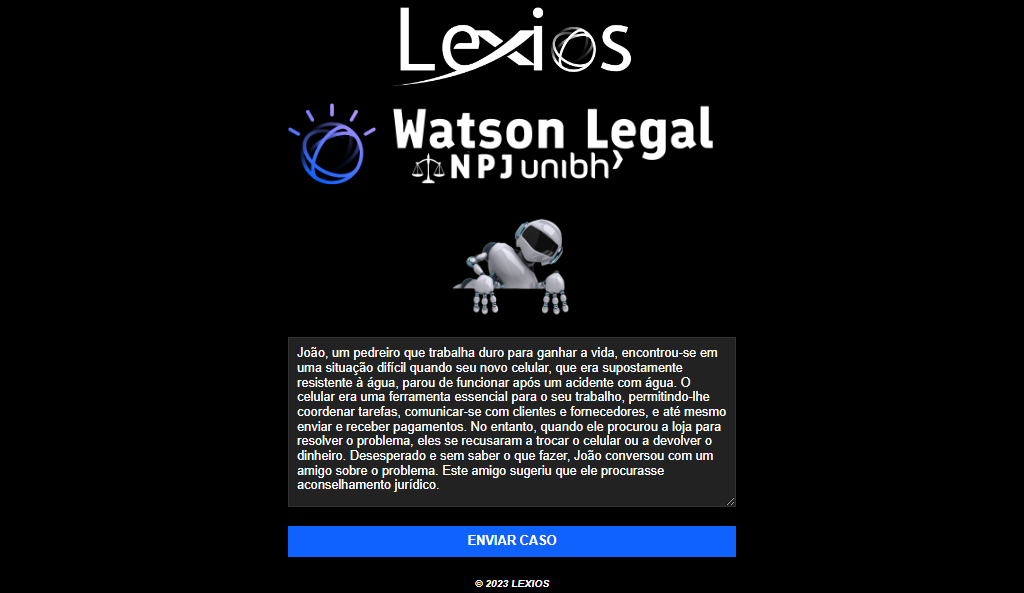 Lexios
Watson Legal
NPJ unibh
João, um pedreiro que trabalha duro para ganhar a vida, encontrou-se em
uma situação difícil quando seu novo celular, que era supostamente
resistente à água, parou de funcionar após um acidente com água. O
celular era uma ferramenta essencial para o seu trabalho, permitindo-lhe
coordenar tarefas, comunicar-se com clientes e fornecedores, e até mesmo
enviar e receber pagamentos. No entanto, quando ele procurou a loja para
resolver o problema, eles se recusaram a trocar o celular ou a devolver o
dinheiro. Desesperado e sem saber o que fazer, João conversou com um
amigo sobre o problema. Este amigo sugeriu que ele procurasse
aconselhamento jurídico.
ENVIAR CASO
© 2023 LEXIOS